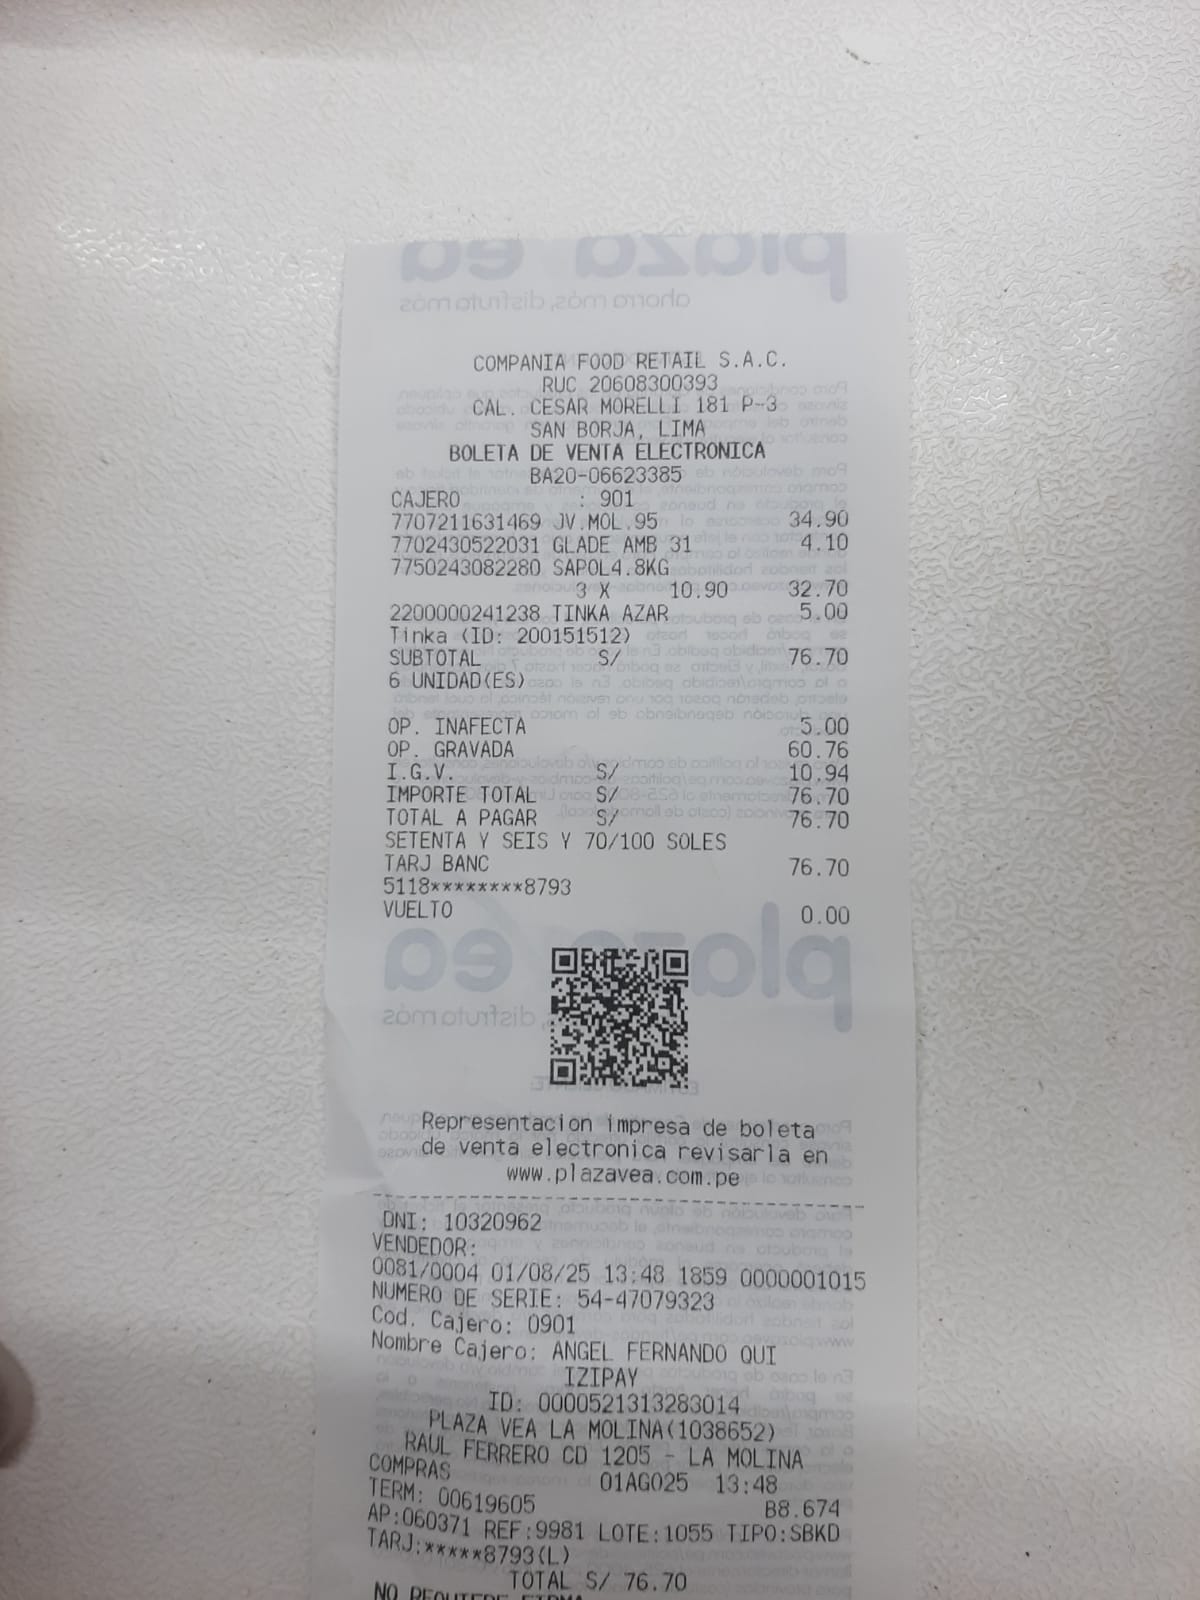 plaza vea
ahorra más, disfruta más
COMPANIA FOOD RETAIL S.A.C.
RUC 20608300393
CAL. CESAR MORELLI 181 P-3
SAN BORJA, LIMA
BOLETA DE VENTA ELECTRONICA
BA20-06623385
CAJERO : 901
7707211631469 JV.MOL.95 34.90
7702430522031 GLADE AMB 31 4.10
7750243082280 SAPOL4.8KG
3 X 10.90 32.70
2200000241238 TINKA AZAR 5.00
Tinka (ID: 200151512)
SUBTOTAL S/ 76.70
6 UNIDAD(ES)
OP. INAFECTA 5.00
OP. GRAVADA 60.76
I.G.V. S/ 10.94
IMPORTE TOTAL S/ 76.70
TOTAL A PAGAR S/ 76.70
SETENTA Y SEIS Y 70/100 SOLES
TARJ BANC 76.70
5118********8793
VUELTO 0.00
plaza vea
disfruta más
Representacion impresa de boleta
de venta electronica revisarla en
www.plazavea.com.pe
DNI: 10320962
VENDEDOR:
0081/0004 01/08/25 13:48 1859 0000001015
NUMERO DE SERIE: 54-47079323
Cod. Cajero: 0901
Nombre Cajero: ANGEL FERNANDO QUI
IZIPAY
ID: 0000521313283014
PLAZA VEA LA MOLINA(1038652)
RAUL FERRERO CD 1205 - LA MOLINA
COMPRAS 01AGO25 13:48
TERM: 00619605 B8.674
AP:060371 REF:9981 LOTE:1055 TIPO:SBKD
TARJ:*****8793(L)
TOTAL S/ 76.70
NO REQUIERE FIRMA